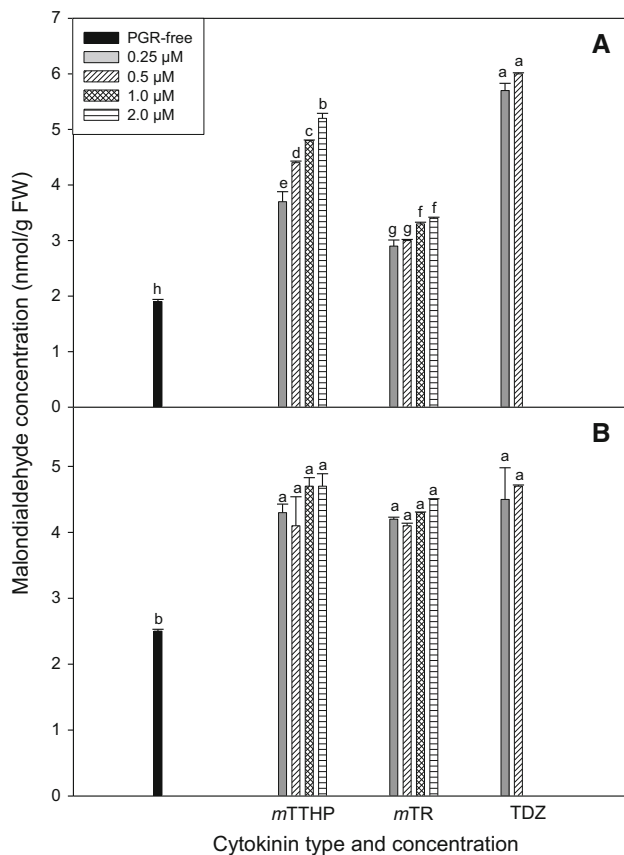 7
6
5
4
3
2
1
0
PGR-free
0.25 µM
0.5 µM
1.0 µM
2.0 µM
A
h
e
d
c
b
g
g
f
f
a
a
Malondialdehyde concentration (nmol/g FW)
5
4
3
2
1
0
B
b
a
a
a
a
a
a
a
a
a
a
mTTHP
mTR
TDZ
Cytokinin type and concentration